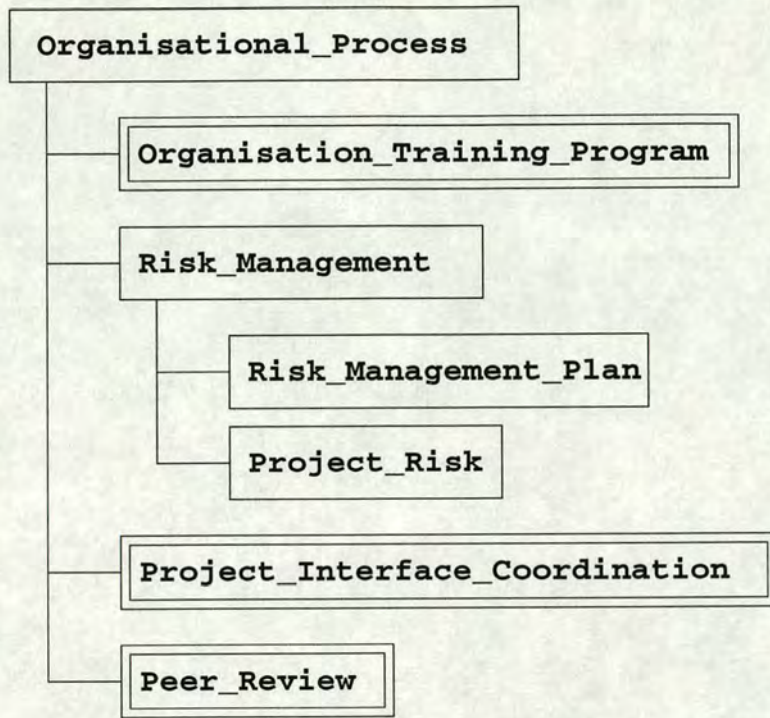 Organisational_Process
Organisation_Training_Program
Risk_Management
Risk_Management_Plan
Project_Risk
Project_Interface_Coordination
Peer_Review